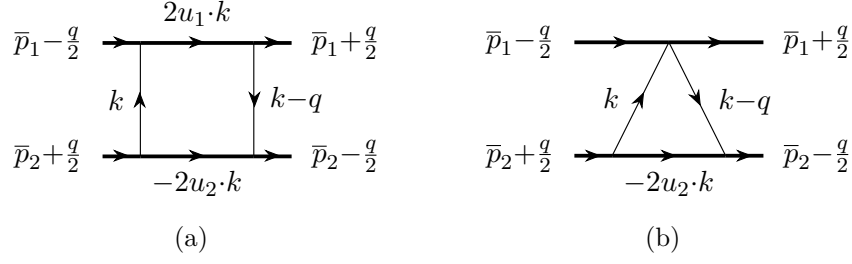 2u₁·k
p̅₁−q/2 p̅₁+q/2
k k−q
p̅₂+q/2 p̅₂−q/2
−2u₂·k
(a)
p̅₁−q/2 p̅₁+q/2
k k−q
p̅₂+q/2 p̅₂−q/2
−2u₂·k
(b)